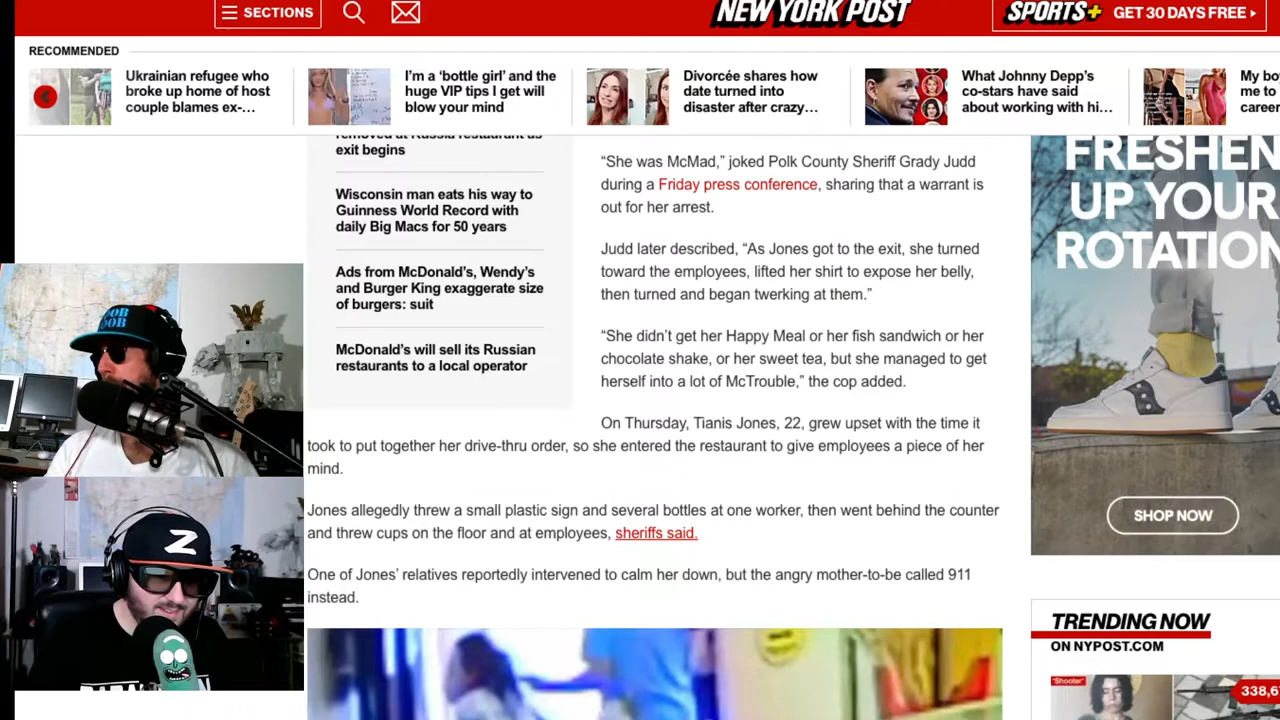 SECTIONS
NEW YORK POST
SPORTS+
GET 30 DAYS FREE
RECOMMENDED
Ukrainian refugee who
broke up home of host
couple blames ex-...
I'm a 'bottle girl' and the
huge VIP tips I get will
blow your mind
Divorcée shares how
date turned into
disaster after crazy...
What Johnny Depp's
co-stars have said
about working with hi...
My bo
me to
career
removed at Russia restaurant as
exit begins
Wisconsin man eats his way to
Guinness World Record with
daily Big Macs for 50 years
Ads from McDonald's, Wendy's
and Burger King exaggerate size
of burgers: suit
McDonald's will sell its Russian
restaurants to a local operator
“She was McMad,” joked Polk County Sheriff Grady Judd
during a Friday press conference, sharing that a warrant is
out for her arrest.
Judd later described, “As Jones got to the exit, she turned
toward the employees, lifted her shirt to expose her belly,
then turned and began twerking at them.”
“She didn't get her Happy Meal or her fish sandwich or her
chocolate shake, or her sweet tea, but she managed to get
herself into a lot of McTrouble,” the cop added.
On Thursday, Tianis Jones, 22, grew upset with the time it
took to put together her drive-thru order, so she entered the restaurant to give employees a piece of her
mind.
Jones allegedly threw a small plastic sign and several bottles at one worker, then went behind the counter
and threw cups on the floor and at employees, sheriffs said.
One of Jones' relatives reportedly intervened to calm her down, but the angry mother-to-be called 911
instead.
FRESHEN
UP YOUR
ROTATION
SHOP NOW
TRENDING NOW
ON NYPOST.COM
"Shooter"
338,6
BOOB
BOOB
Z